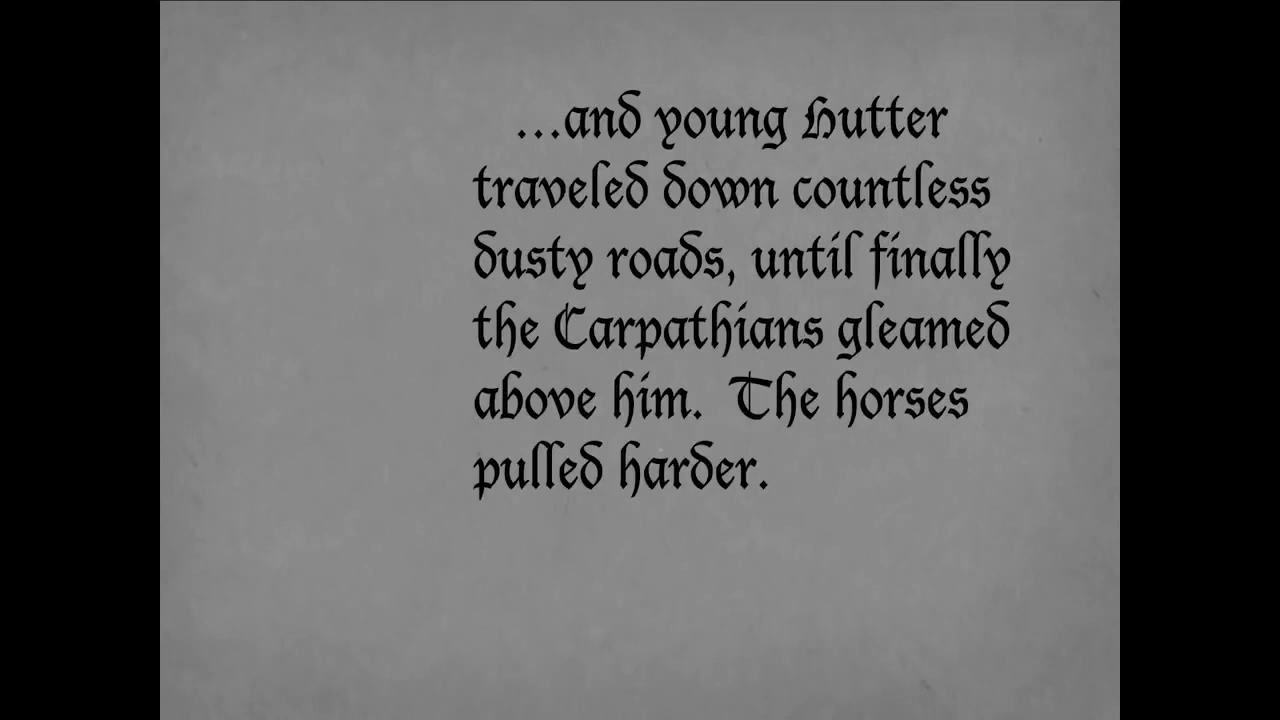 ...and young Hutter
traveled down countless
dusty roads, until finally
the Carpathians gleamed
above him. The horses
pulled harder.